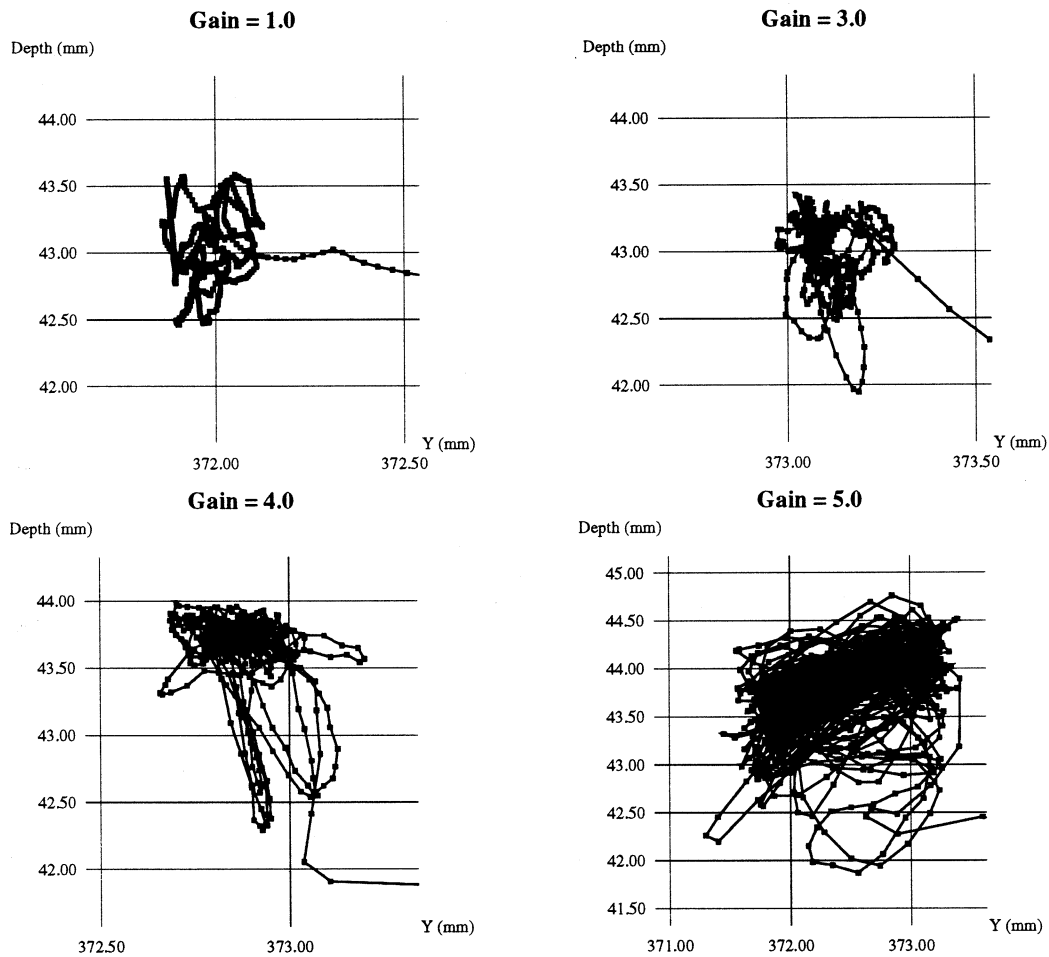 Gain = 1.0
Depth (mm)
44.00
43.50
43.00
42.50
42.00
Y (mm)
372.00
372.50
Gain = 3.0
Depth (mm)
44.00
43.50
43.00
42.50
42.00
Y (mm)
373.00
373.50
Gain = 4.0
Depth (mm)
44.00
43.50
43.00
42.50
42.00
Y (mm)
372.50
373.00
Gain = 5.0
Depth (mm)
45.00
44.50
44.00
43.50
43.00
42.50
42.00
41.50
Y (mm)
371.00
372.00
373.00